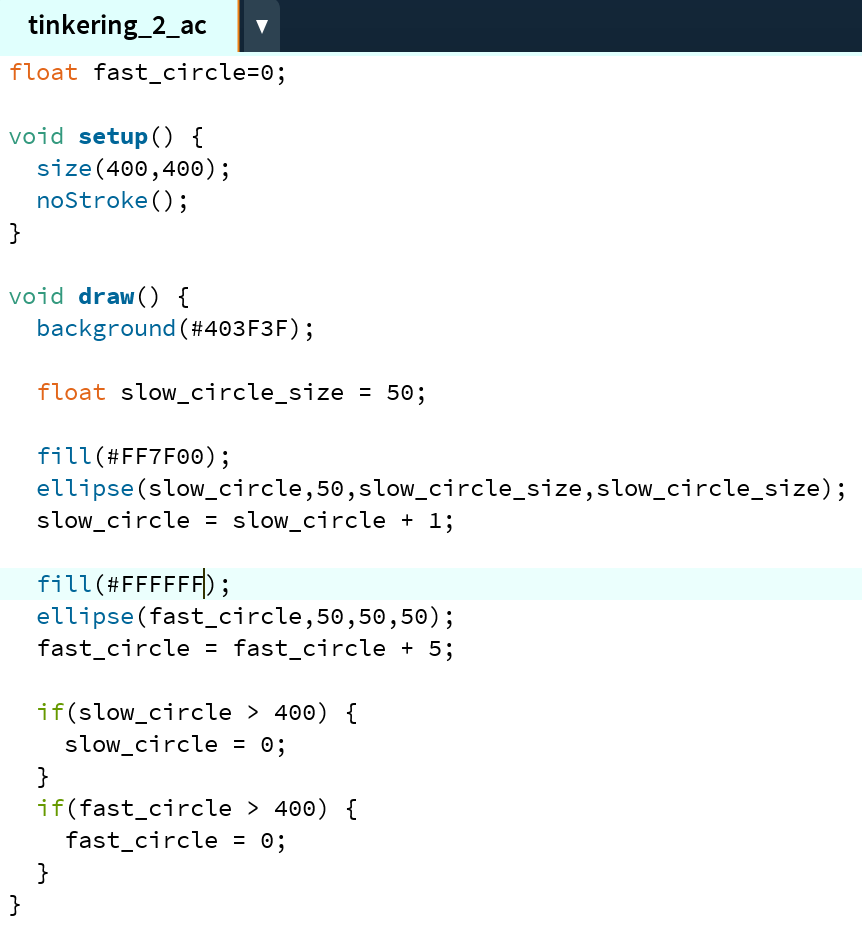 tinkering_2_ac ▼
float fast_circle=0;
void setup() {
size(400,400);
noStroke();
}
void draw() {
background(#403F3F);
float slow_circle_size = 50;
fill(#FF7F00);
ellipse(slow_circle,50,slow_circle_size,slow_circle_size);
slow_circle = slow_circle + 1;
fill(#FFFFFF);
ellipse(fast_circle,50,50,50);
fast_circle = fast_circle + 5;
if(slow_circle > 400) {
slow_circle = 0;
}
if(fast_circle > 400) {
fast_circle = 0;
}
}